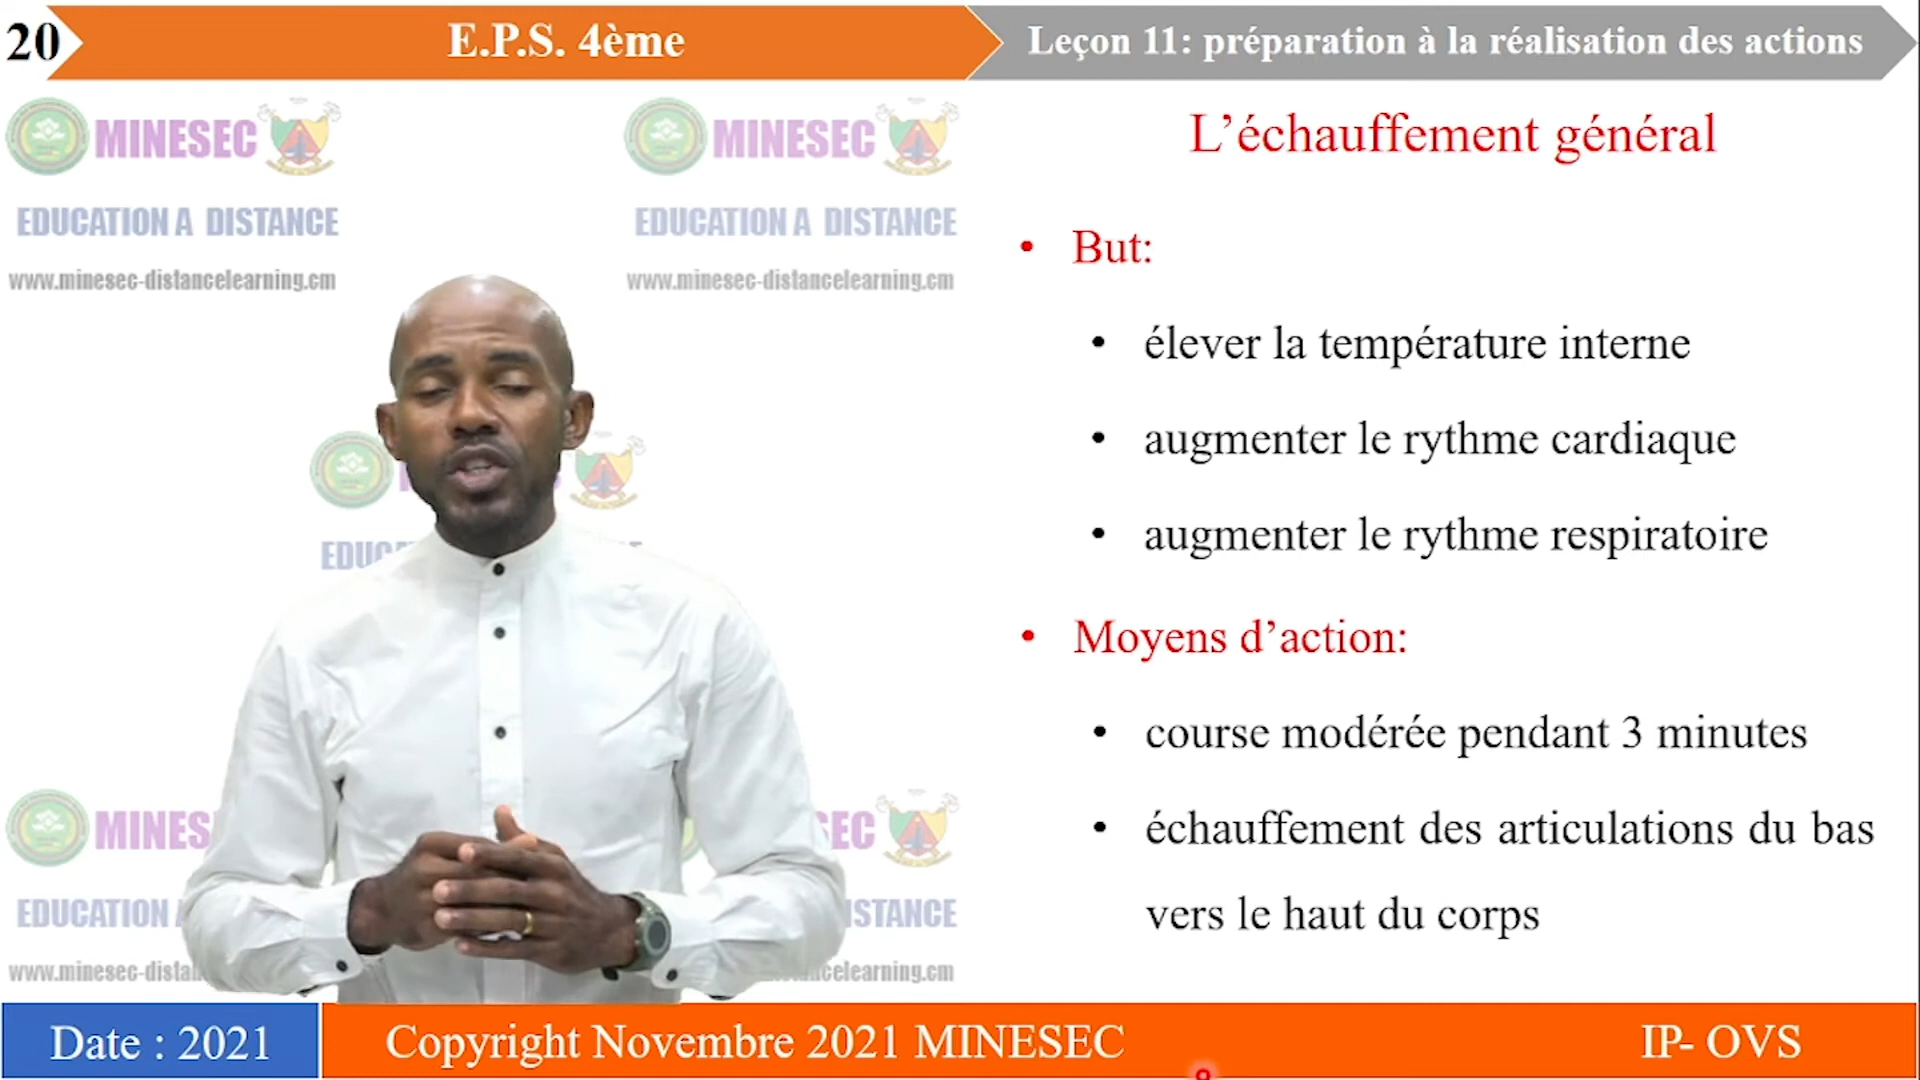 20
E.P.S. 4ème
Leçon 11: préparation à la réalisation des actions
MINESEC
MINESEC
EDUCATION A DISTANCE
EDUCATION A DISTANCE
www.minesec-distancelearning.cm
www.minesec-distancelearning.cm
L’échauffement général
• But:
• élever la température interne
• augmenter le rythme cardiaque
• augmenter le rythme respiratoire
• Moyens d’action:
• course modérée pendant 3 minutes
• échauffement des articulations du bas
vers le haut du corps
Date : 2021
Copyright Novembre 2021 MINESEC
IP- OVS